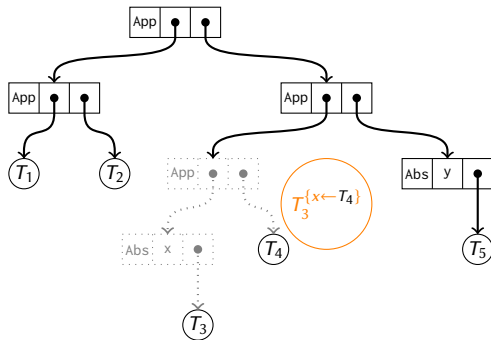 App
App
App
T1
T2
App
T3{x←T4}
Abs y
Abs x
T4
T5
T3